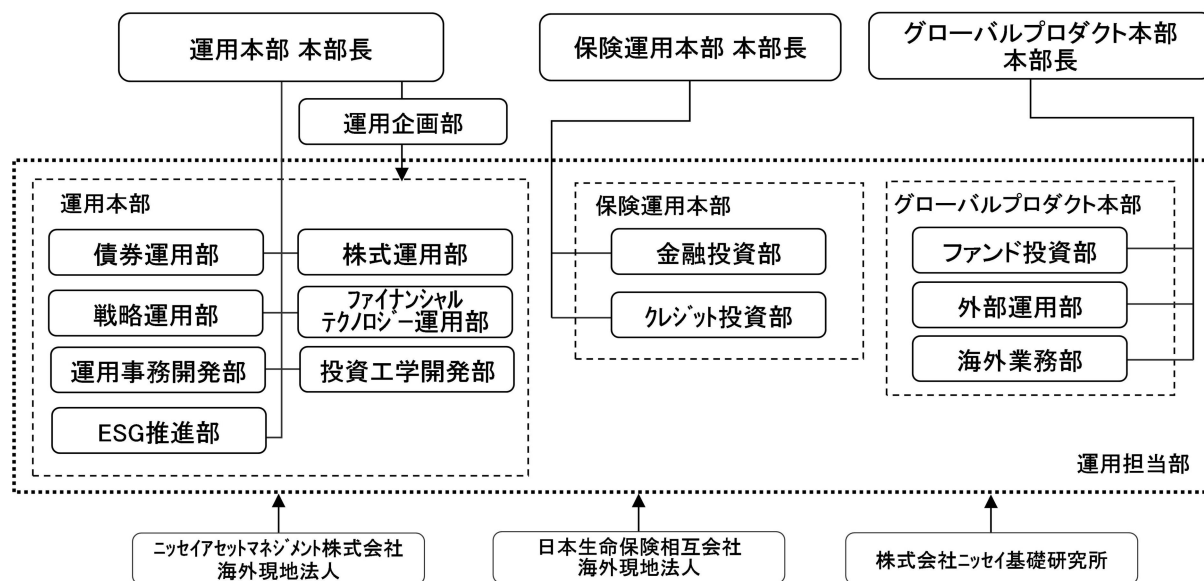 運用本部 本部長
保険運用本部 本部長
グローバルプロダクト本部
本部長
運用企画部
運用本部
債券運用部
株式運用部
戦略運用部
ファイナンシャル
テクノロジー運用部
運用事務開発部
投資工学開発部
ESG推進部
保険運用本部
金融投資部
クレジット投資部
グローバルプロダクト本部
ファンド投資部
外部運用部
海外業務部
運用担当部
ニッセイアセットマネジメント株式会社
海外現地法人
日本生命保険相互会社
海外現地法人
株式会社ニッセイ基礎研究所